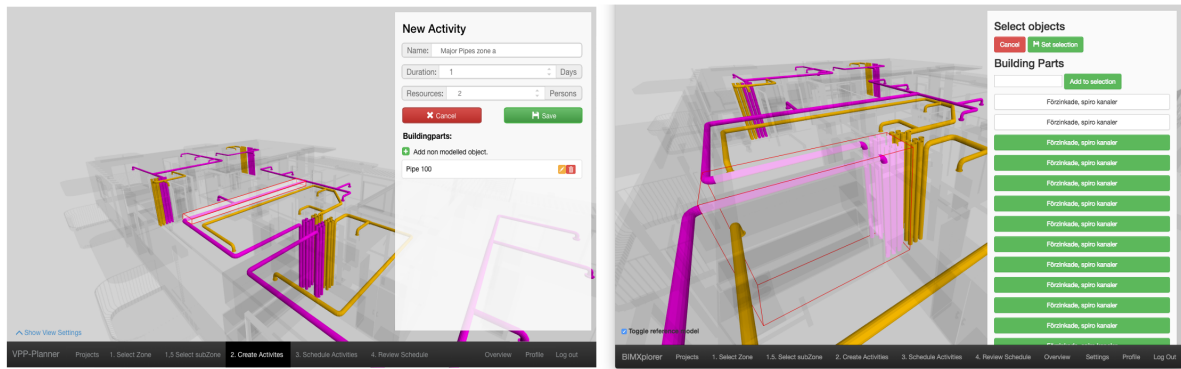 New Activity
Name: Major Pipes zone a
Duration: 1 Days
Resources: 2 Persons
Cancel Save
Buildingparts:
Add non modelled object.
Pipe 100
Show View Settings
VPP-Planner Projects 1. Select Zone 1,5 Select subZone 2. Create Activites 3. Schedule Activities 4. Review Schedule Overview Profile Log out
Select objects
Cancel Set selection
Building Parts
Add to selection
Förzinkade, spiro kanaler
Förzinkade, spiro kanaler
Förzinkade, spiro kanaler
Förzinkade, spiro kanaler
Förzinkade, spiro kanaler
Förzinkade, spiro kanaler
Förzinkade, spiro kanaler
Förzinkade, spiro kanaler
Förzinkade, spiro kanaler
Förzinkade, spiro kanaler
Förzinkade, spiro kanaler
Förzinkade, spiro kanaler
Förzinkade, spiro kanaler
Toggle reference model
BIMXplorer Projects 1. Select Zone 1.5. Select subZone 2. Create Activities 3. Schedule Activities 4. Review Schedule Overview Settings Profile Log Out